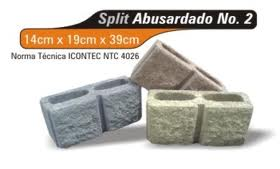 Split Abusardado No. 2
14cm x 19cm x 39cm
Norma Técnica ICONTEC NTC 4026